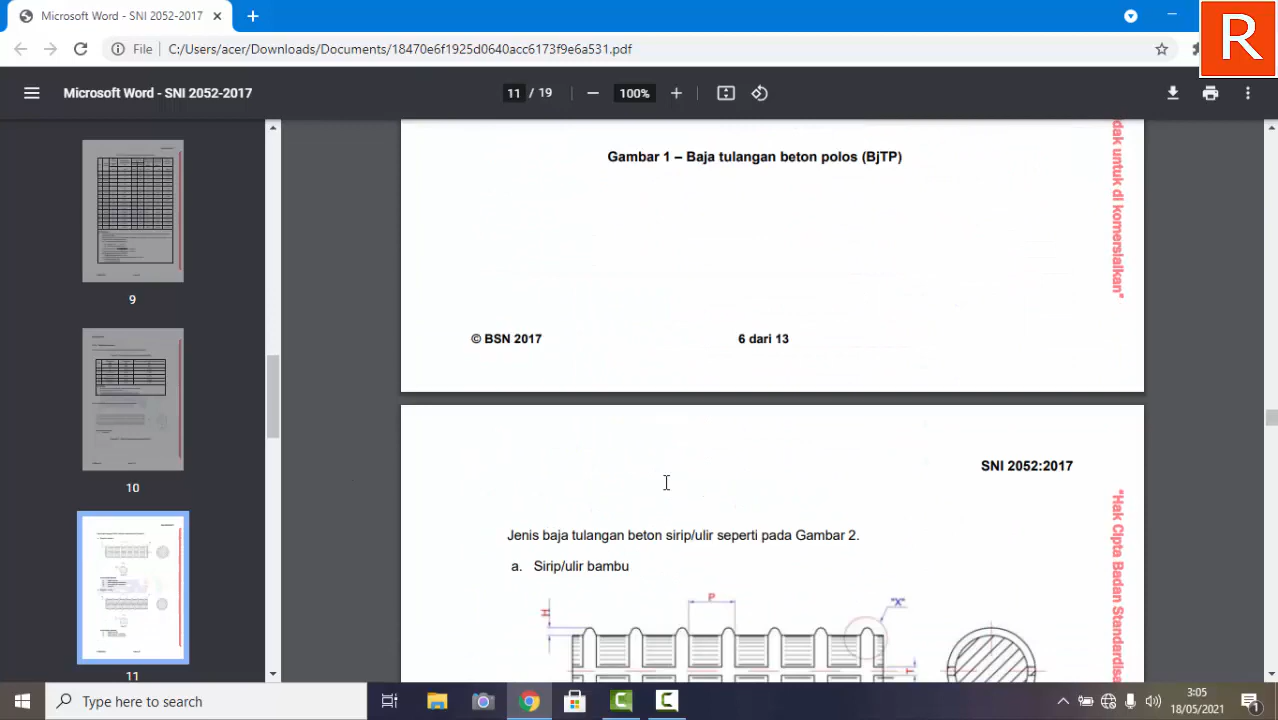 Microsoft Word - SNI 2052-2017
R
File
C:/Users/acer/Downloads/Documents/18470e6f1925d0640acc6173f9e6a531.pdf
Microsoft Word - SNI 2052-2017
11 / 19
100%
9
10
11
Gambar 1 – Baja tulangan beton polos (BjTP)
dak untuk di komersialkan"
© BSN 2017
6 dari 13
SNI 2052:2017
"Hak Cipta Badan Standardisa
Jenis baja tulangan beton sirip/ulir seperti pada Gambar 2.
a. Sirip/ulir bambu
H
P
X
T
Type here to search
3:05
18/05/2021
1